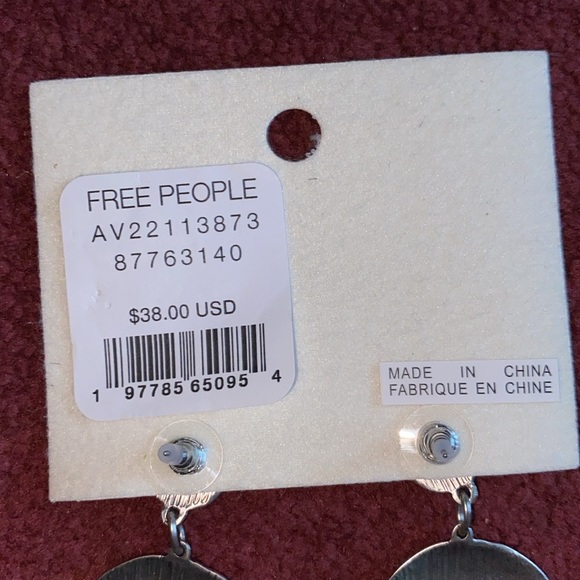 FREE PEOPLE
AV22113873
87763140
$38.00 USD
1 97785 65095 4
MADE IN CHINA
FABRIQUE EN CHINE